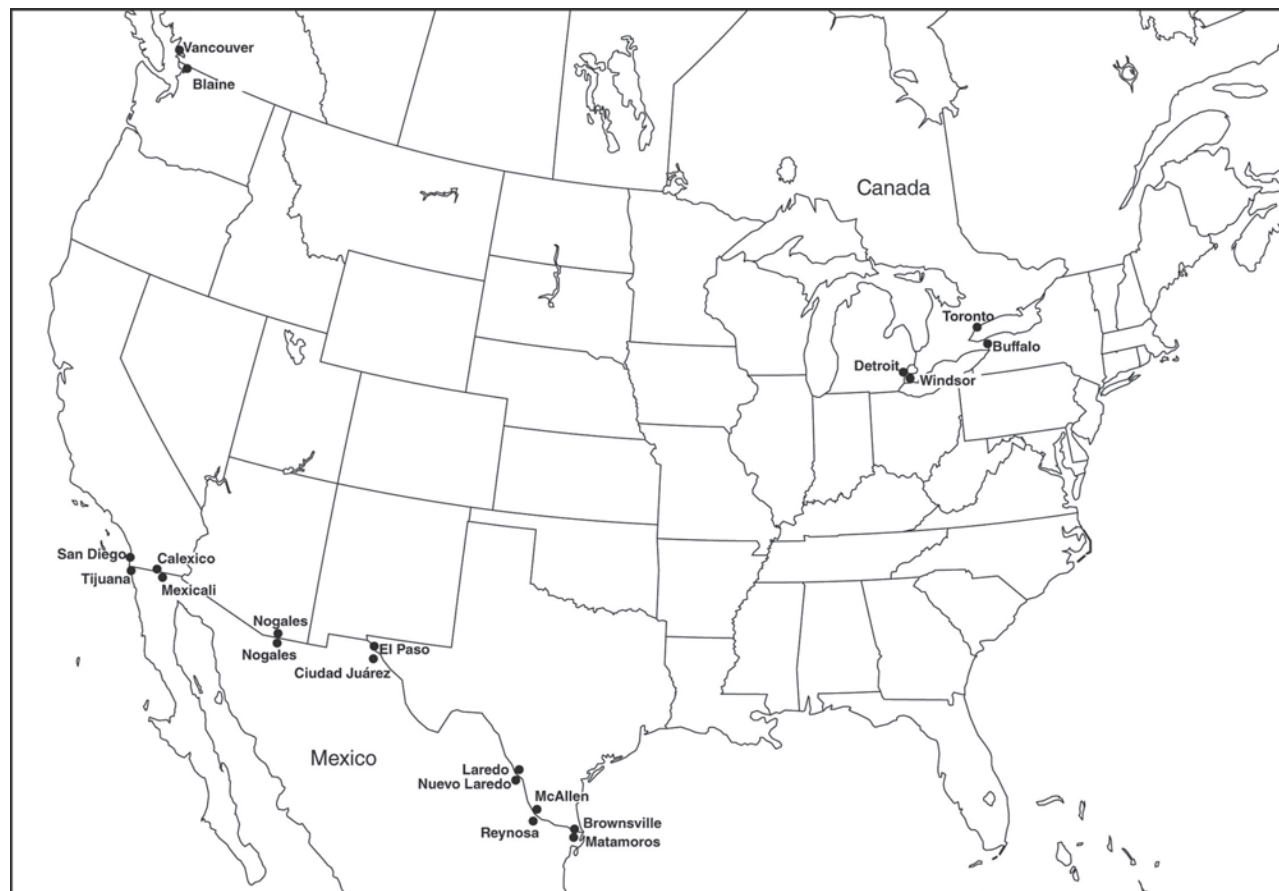 Vancouver
Blaine
Canada
Toronto
Buffalo
Detroit
Windsor
San Diego
Calexico
Tijuana
Mexicali
Nogales
Nogales
El Paso
Ciudad Juárez
Mexico
Laredo
Nuevo Laredo
McAllen
Reynosa
Brownsville
Matamoros